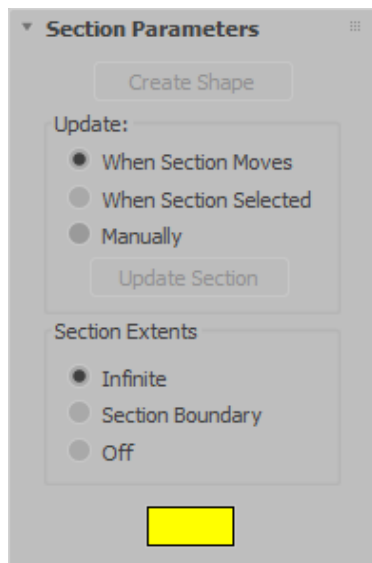 Section Parameters
Create Shape
Update:
When Section Moves
When Section Selected
Manually
Update Section
Section Extents
Infinite
Section Boundary
Off